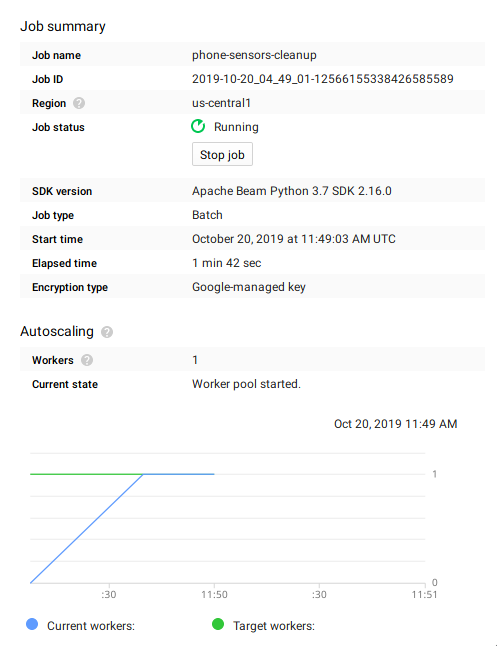 Job summary
Job name phone-sensors-cleanup
Job ID 2019-10-20_04_49_01-12566155338426585589
Region ? us-central1
Job status Running
Stop job
SDK version Apache Beam Python 3.7 SDK 2.16.0
Job type Batch
Start time October 20, 2019 at 11:49:03 AM UTC
Elapsed time 1 min 42 sec
Encryption type Google-managed key
Autoscaling ?
Workers ? 1
Current state Worker pool started.
Oct 20, 2019 11:49 AM
1
0
:30 11:50 :30 11:51
Current workers: Target workers: